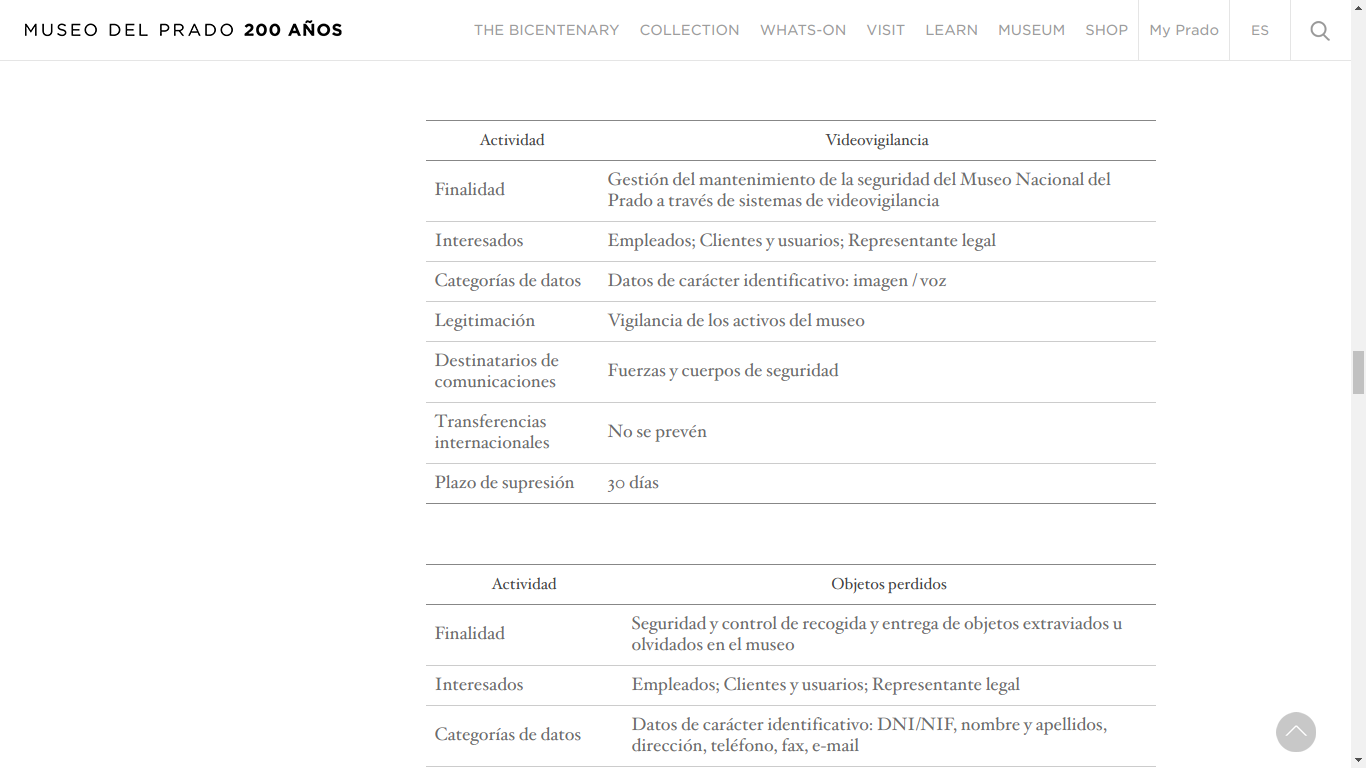 MUSEO DEL PRADO 200 AÑOS
THE BICENTENARY COLLECTION WHATS-ON VISIT LEARN MUSEUM SHOP My Prado ES
Actividad Videovigilancia
Finalidad
Gestión del mantenimiento de la seguridad del Museo Nacional del
Prado a través de sistemas de videovigilancia
Interesados Empleados; Clientes y usuarios; Representante legal
Categorías de datos Datos de carácter identificativo: imagen / voz
Legitimación Vigilancia de los activos del museo
Destinatarios de
comunicaciones
Fuerzas y cuerpos de seguridad
Transferencias
internacionales
No se prevén
Plazo de supresión 30 días
Actividad Objetos perdidos
Finalidad
Seguridad y control de recogida y entrega de objetos extraviados u
olvidados en el museo
Interesados Empleados; Clientes y usuarios; Representante legal
Categorías de datos
Datos de carácter identificativo: DNI/NIF, nombre y apellidos,
dirección, teléfono, fax, e-mail